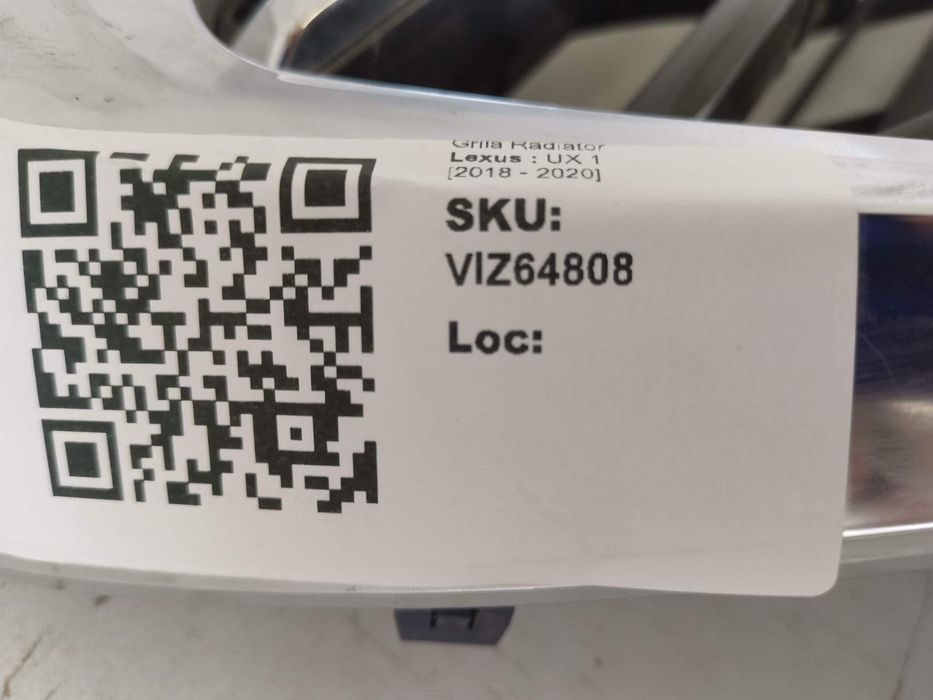 Grila Radiator
Lexus : UX 1
[2018 - 2020]
SKU:
VIZ64808
Loc: